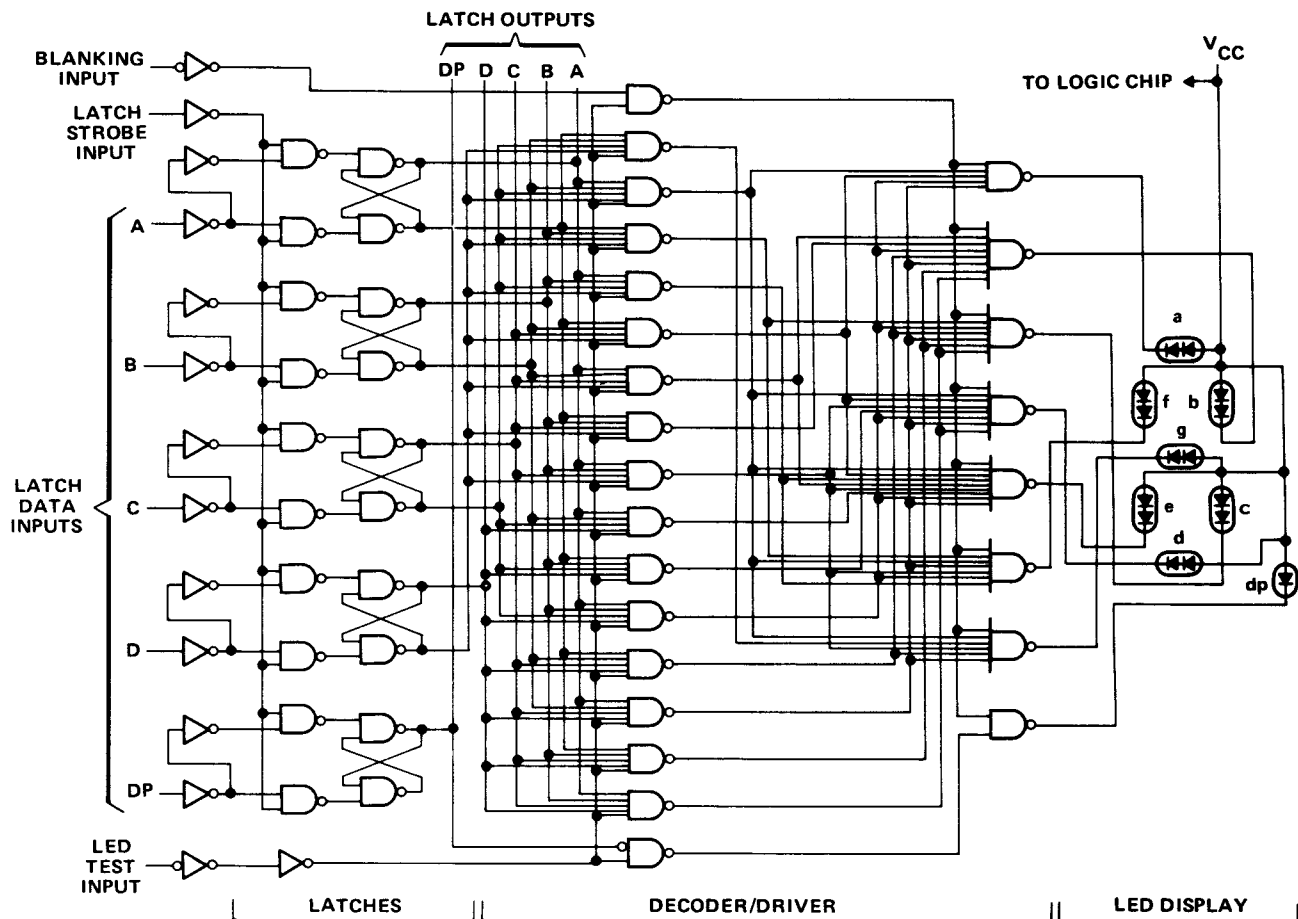 LATCH OUTPUTS
DP D C B A
BLANKING
INPUT
LATCH
STROBE
INPUT
VCC
TO LOGIC CHIP
A
B
LATCH
DATA
INPUTS
C
D
DP
LED
TEST
INPUT
a
f
b
g
e
c
d
dp
LATCHES
DECODER/DRIVER
LED DISPLAY